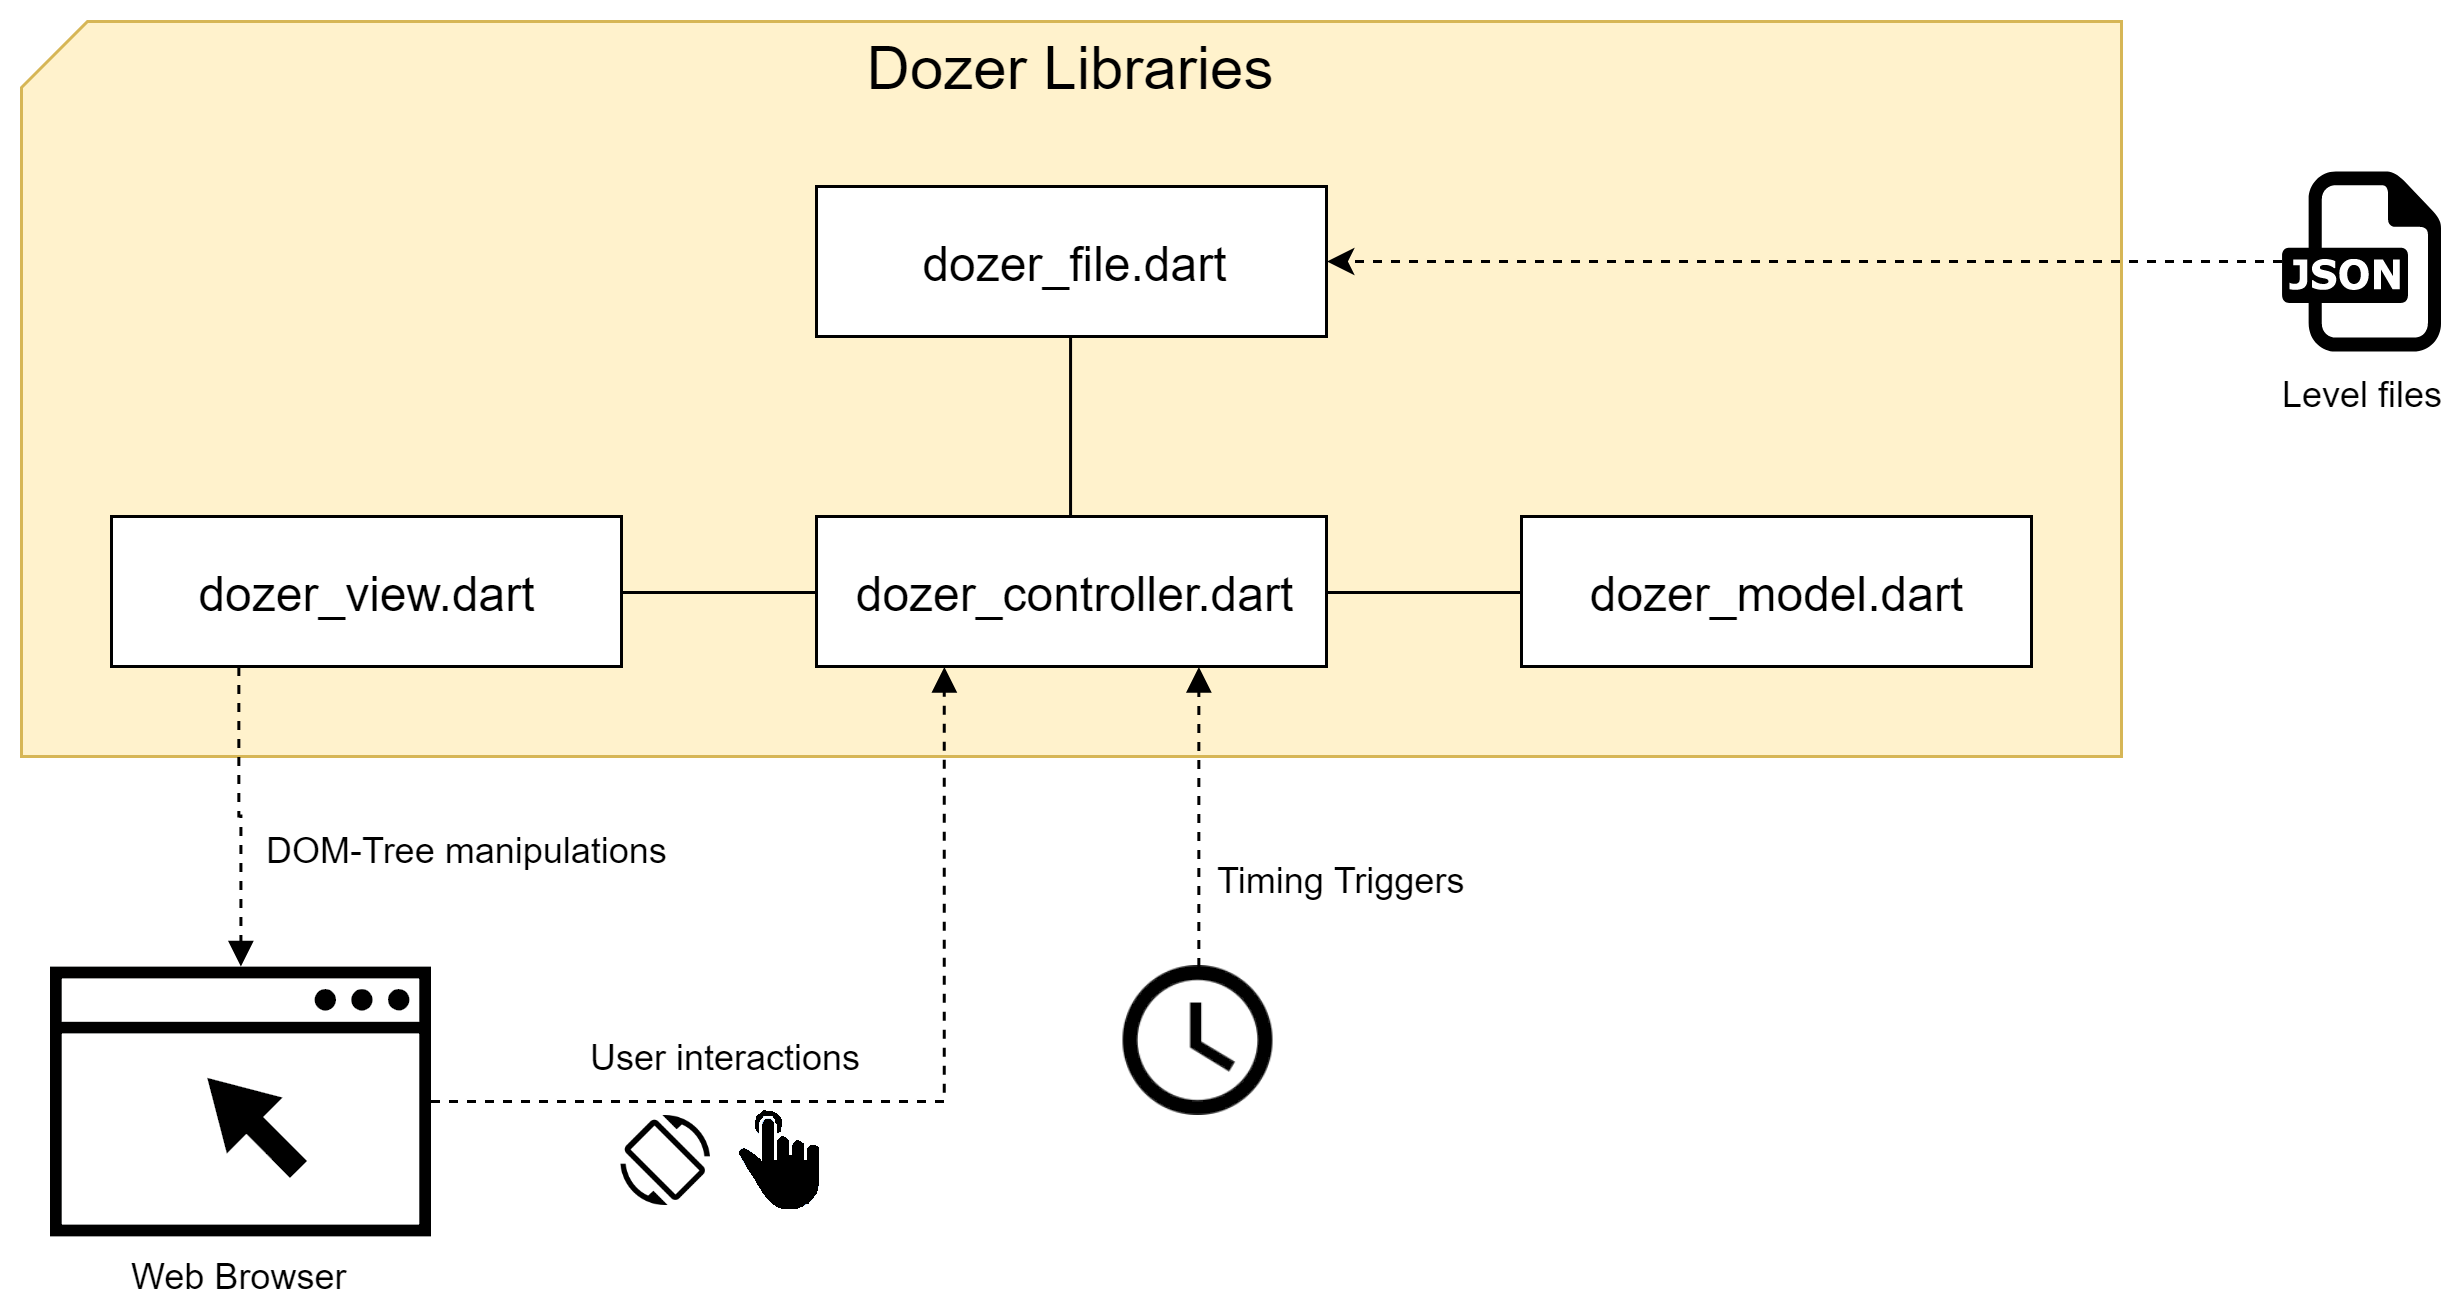 Dozer Libraries
dozer_file.dart
JSON
Level files
dozer_view.dart
dozer_controller.dart
dozer_model.dart
DOM-Tree manipulations
Timing Triggers
User interactions
Web Browser